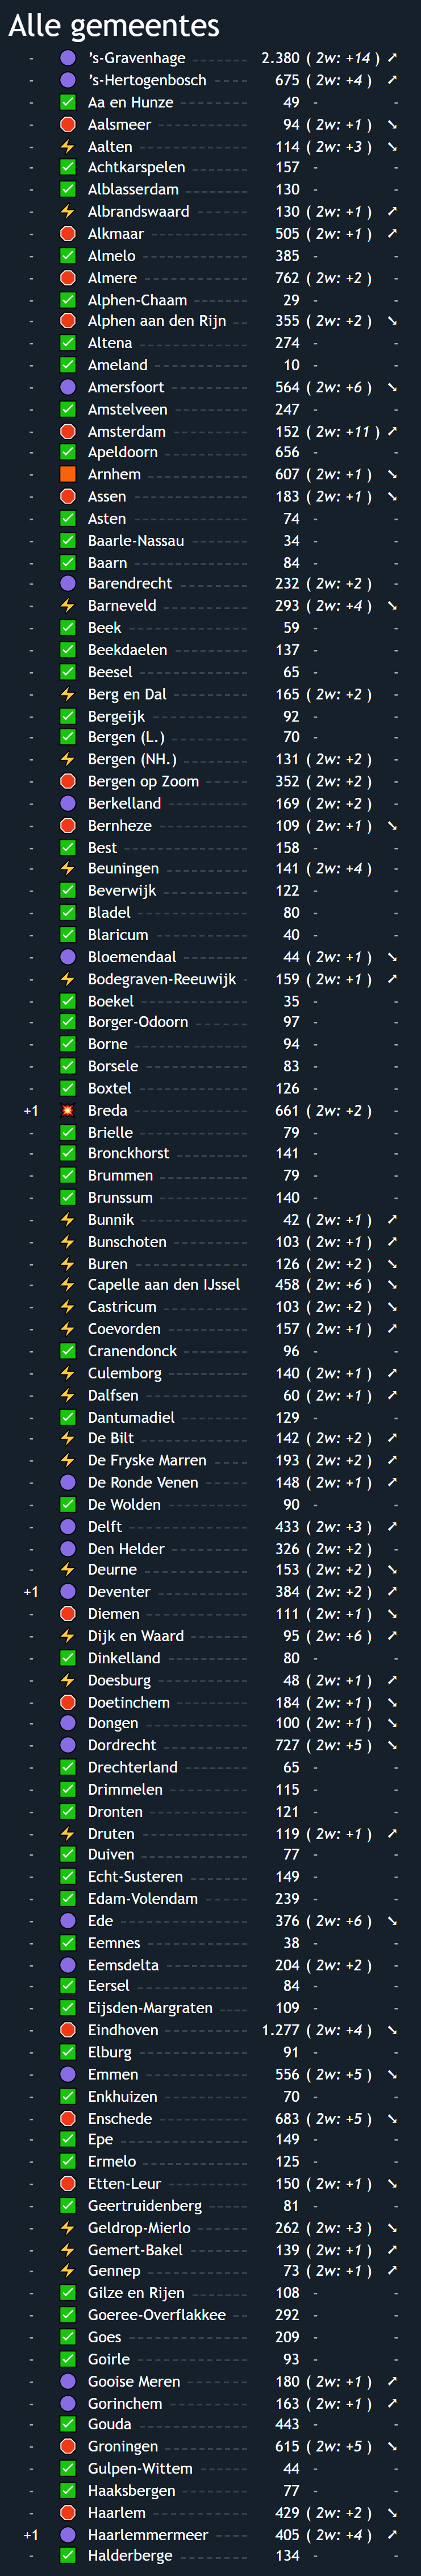 Alle gemeentes
- 's-Gravenhage 2.380 ( 2w: +14 ) ➚
- 's-Hertogenbosch 675 ( 2w: +4 ) ➚
- Aa en Hunze 49 - -
- Aalsmeer 94 ( 2w: +1 ) ➘
- Aalten 114 ( 2w: +3 ) ➘
- Achtkarspelen 157 - -
- Alblasserdam 130 - -
- Albrandswaard 130 ( 2w: +1 ) ➚
- Alkmaar 505 ( 2w: +1 ) ➚
- Almelo 385 - -
- Almere 762 ( 2w: +2 ) -
- Alphen-Chaam 29 - -
- Alphen aan den Rijn 355 ( 2w: +2 ) ➘
- Altena 274 - -
- Ameland 10 - -
- Amersfoort 564 ( 2w: +6 ) ➘
- Amstelveen 247 - -
- Amsterdam 152 ( 2w: +11 ) ➚
- Apeldoorn 656 - -
- Arnhem 607 ( 2w: +1 ) ➘
- Assen 183 ( 2w: +1 ) ➘
- Asten 74 - -
- Baarle-Nassau 34 - -
- Baarn 84 - -
- Barendrecht 232 ( 2w: +2 ) -
- Barneveld 293 ( 2w: +4 ) ➘
- Beek 59 - -
- Beekdaelen 137 - -
- Beesel 65 - -
- Berg en Dal 165 ( 2w: +2 ) -
- Bergeijk 92 - -
- Bergen (L.) 70 - -
- Bergen (NH.) 131 ( 2w: +2 ) -
- Bergen op Zoom 352 ( 2w: +2 ) -
- Berkelland 169 ( 2w: +2 ) -
- Bernheze 109 ( 2w: +1 ) ➘
- Best 158 - -
- Beuningen 141 ( 2w: +4 ) -
- Beverwijk 122 - -
- Bladel 80 - -
- Blaricum 40 - -
- Bloemendaal 44 ( 2w: +1 ) ➘
- Bodegraven-Reeuwijk 159 ( 2w: +1 ) ➚
- Boekel 35 - -
- Borger-Odoorn 97 - -
- Borne 94 - -
- Borsele 83 - -
- Boxtel 126 - -
+1 Breda 661 ( 2w: +2 ) -
- Brielle 79 - -
- Bronckhorst 141 - -
- Brummen 79 - -
- Brunssum 140 - -
- Bunnik 42 ( 2w: +1 ) ➚
- Bunschoten 103 ( 2w: +1 ) ➚
- Buren 126 ( 2w: +2 ) ➘
- Capelle aan den IJssel 458 ( 2w: +6 ) ➘
- Castricum 103 ( 2w: +2 ) ➘
- Coevorden 157 ( 2w: +1 ) ➚
- Cranendonck 96 - -
- Culemborg 140 ( 2w: +1 ) ➚
- Dalfsen 60 ( 2w: +1 ) ➚
- Dantumadiel 129 - -
- De Bilt 142 ( 2w: +2 ) ➚
- De Fryske Marren 193 ( 2w: +2 ) ➚
- De Ronde Venen 148 ( 2w: +1 ) ➚
- De Wolden 90 - -
- Delft 433 ( 2w: +3 ) ➚
- Den Helder 326 ( 2w: +2 ) -
- Deurne 153 ( 2w: +2 ) ➘
+1 Deventer 384 ( 2w: +2 ) ➚
- Diemen 111 ( 2w: +1 ) ➘
- Dijk en Waard 95 ( 2w: +6 ) ➚
- Dinkelland 80 - -
- Doesburg 48 ( 2w: +1 ) ➚
- Doetinchem 184 ( 2w: +1 ) ➘
- Dongen 100 ( 2w: +1 ) ➘
- Dordrecht 727 ( 2w: +5 ) ➘
- Drechterland 65 - -
- Drimmelen 115 - -
- Dronten 121 - -
- Druten 119 ( 2w: +1 ) ➚
- Duiven 77 - -
- Echt-Susteren 149 - -
- Edam-Volendam 239 - -
- Ede 376 ( 2w: +6 ) ➘
- Eemnes 38 - -
- Eemsdelta 204 ( 2w: +2 ) -
- Eersel 84 - -
- Eijsden-Margraten 109 - -
- Eindhoven 1.277 ( 2w: +4 ) ➘
- Elburg 91 - -
- Emmen 556 ( 2w: +5 ) ➘
- Enkhuizen 70 - -
- Enschede 683 ( 2w: +5 ) ➘
- Epe 149 - -
- Ermelo 125 - -
- Etten-Leur 150 ( 2w: +1 ) ➘
- Geertruidenberg 81 - -
- Geldrop-Mierlo 262 ( 2w: +3 ) ➘
- Gemert-Bakel 139 ( 2w: +1 ) ➚
- Gennep 73 ( 2w: +1 ) ➚
- Gilze en Rijen 108 - -
- Goeree-Overflakkee 292 - -
- Goes 209 - -
- Goirle 93 - -
- Gooise Meren 180 ( 2w: +1 ) ➚
- Gorinchem 163 ( 2w: +1 ) ➚
- Gouda 443 - -
- Groningen 615 ( 2w: +5 ) ➘
- Gulpen-Wittem 44 - -
- Haaksbergen 77 - -
- Haarlem 429 ( 2w: +2 ) ➘
+1 Haarlemmermeer 405 ( 2w: +4 ) ➚
- Halderberge 134 - -